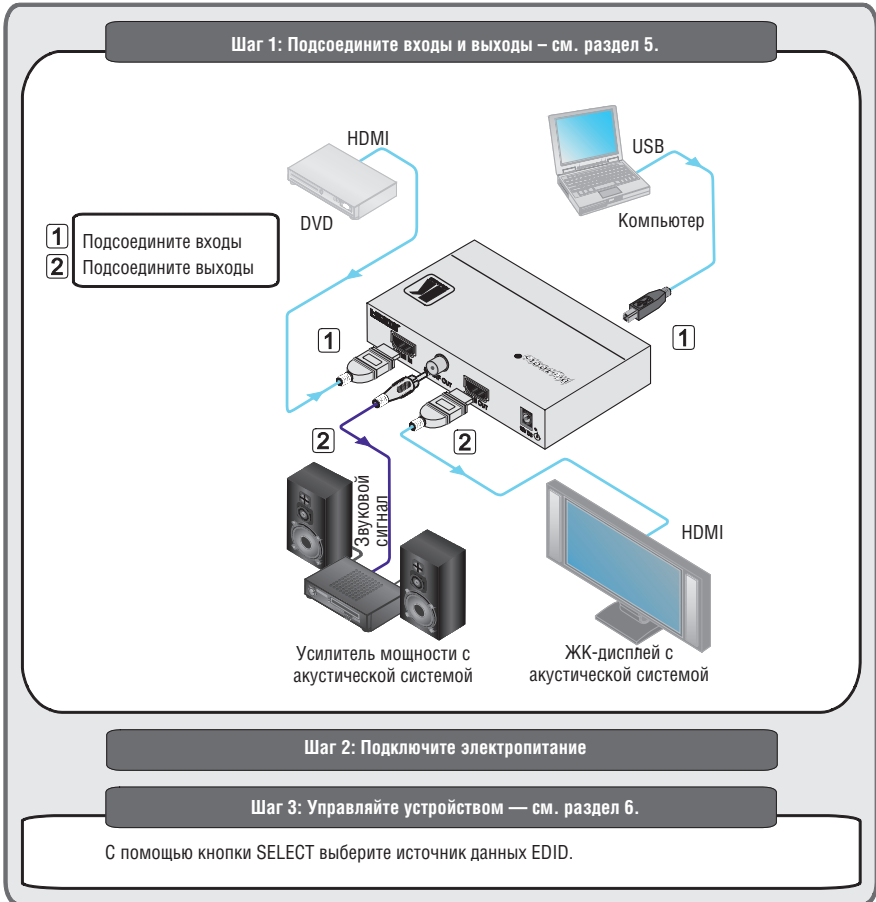 Шаг 1: Подсоедините входы и выходы – см. раздел 5.
HDMI
USB
DVD
Компьютер
1 Подсоедините входы
2 Подсоедините выходы
1
1
OUT
2
2
Звуковой
сигнал
HDMI
Усилитель мощности с
акустической системой
ЖК-дисплей с
акустической системой
Шаг 2: Подключите электропитание
Шаг 3: Управляйте устройством — см. раздел 6.
С помощью кнопки SELECT выберите источник данных EDID.